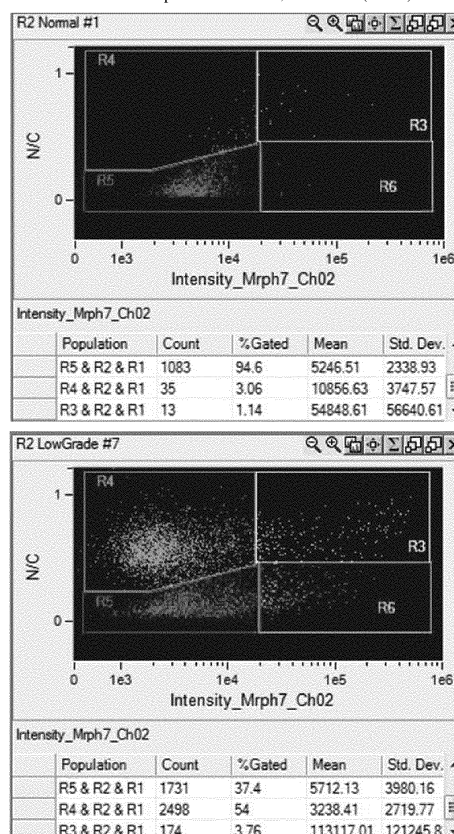 R2 Normal #1
R4
R3
R5
R6
1
0
N/C
0 1e3 1e4 1e5 1e6
Intensity_Mrph7_Ch02
Intensity_Mrph7_Ch02
Population Count %Gated Mean Std. Dev.
R5 & R2 & R1 1083 94.6 5246.51 2338.93
R4 & R2 & R1 35 3.06 10856.63 3747.57
R3 & R2 & R1 13 1.14 54848.61 56640.61
R2 LowGrade #7
R4
R3
R5
R6
1
0
N/C
0 1e3 1e4 1e5 1e6
Intensity_Mrph7_Ch02
Intensity_Mrph7_Ch02
Population Count %Gated Mean Std. Dev.
R5 & R2 & R1 1731 37.4 5712.13 3980.16
R4 & R2 & R1 2498 54 3238.41 2719.77
R3 & R2 & R1 174 3.76 113117.01 121245.8